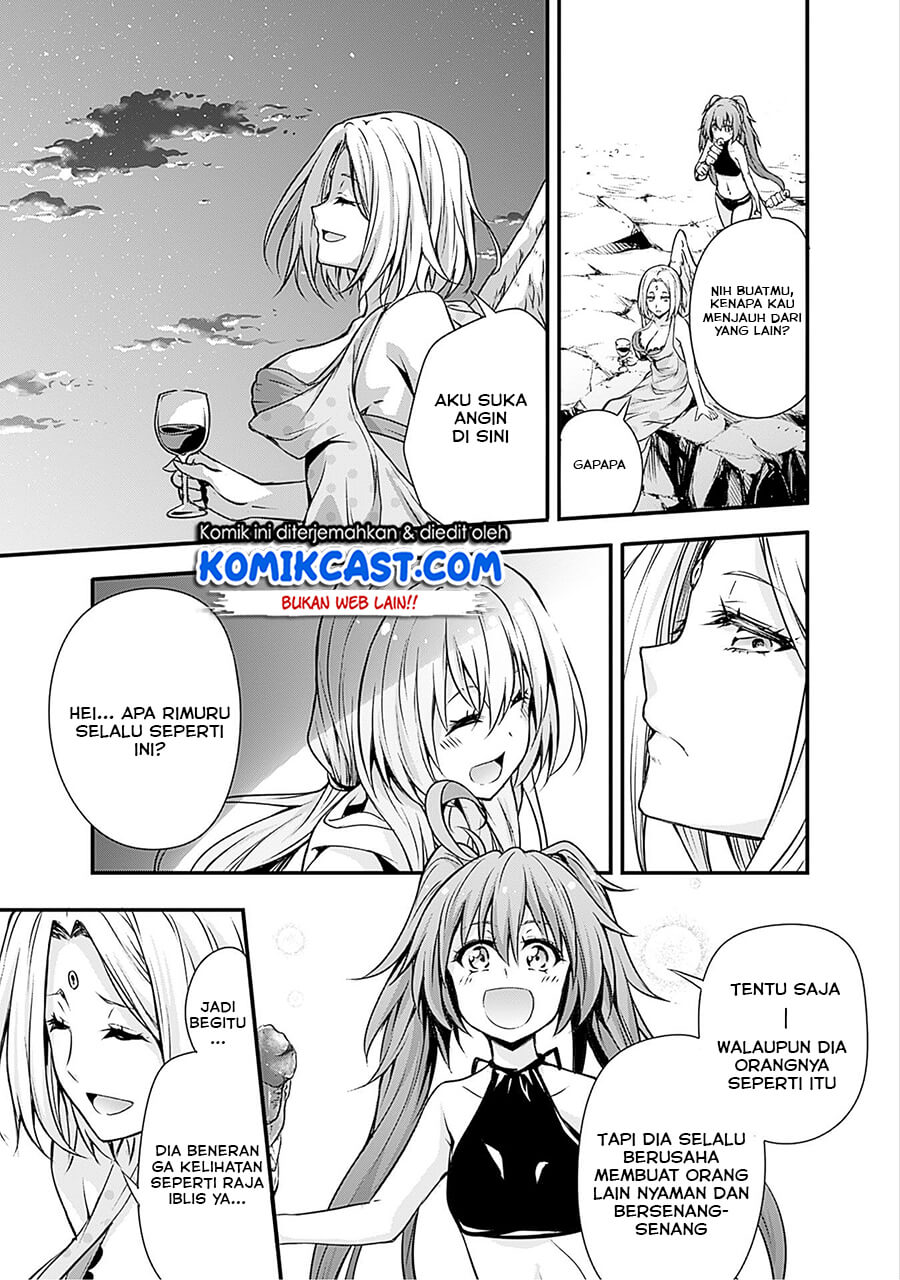 NIH BUATMU,
KENAPA KAU
MENJAUH DARI
YANG LAIN?
GAPAPA
AKU SUKA
ANGIN
DI SINI
Komik ini diterjemahkan & diedit oleh
KOMIKCAST.COM
BUKAN WEB LAIN!!
HEI... APA RIMURU
SELALU SEPERTI
INI?
TENTU SAJA
|
WALAUPUN DIA
ORANGNYA
SEPERTI ITU
TAPI DIA SELALU
BERUSAHA
MEMBUAT ORANG
LAIN NYAMAN DAN
BERSENANG-
SENANG
JADI
BEGITU
...
DIA BENERAN
GA KELIHATAN
SEPERTI RAJA
IBLIS YA...